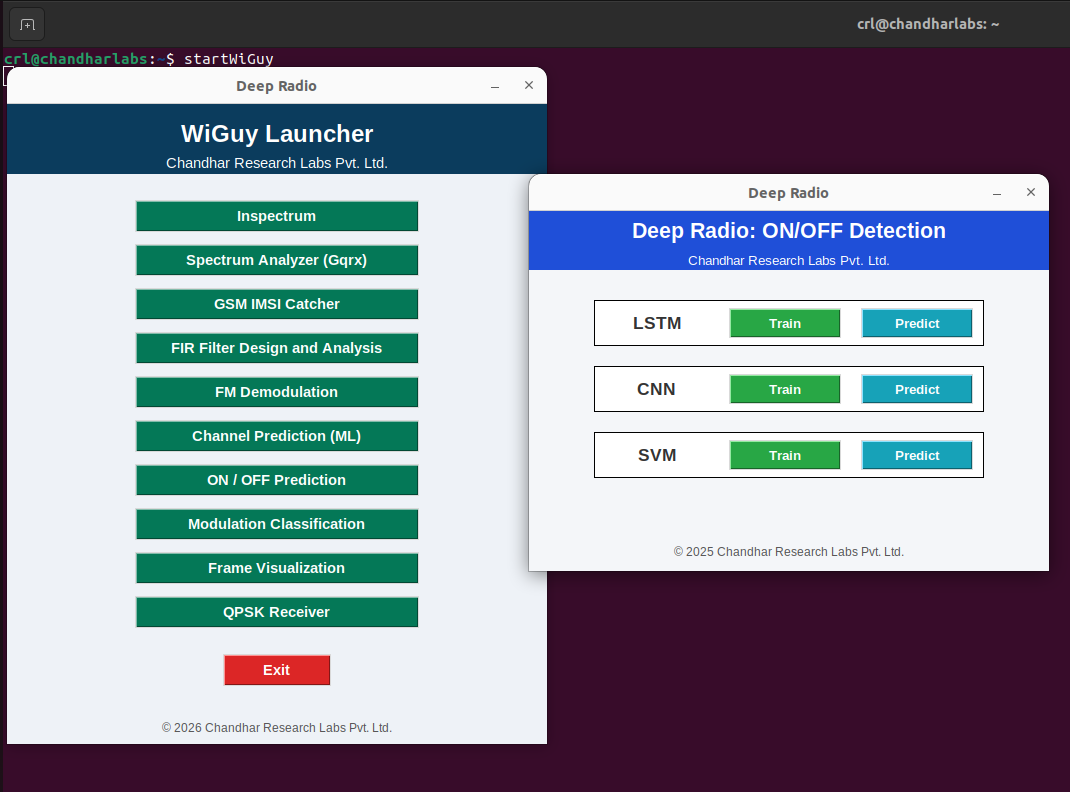 crl@chandharlabs: ~
crl@chandharlabs:~$ startWiGuy
Deep Radio
WiGuy Launcher
Chandhar Research Labs Pvt. Ltd.
Inspectrum
Spectrum Analyzer (Gqrx)
GSM IMSI Catcher
FIR Filter Design and Analysis
FM Demodulation
Channel Prediction (ML)
ON / OFF Prediction
Modulation Classification
Frame Visualization
QPSK Receiver
Exit
© 2026 Chandhar Research Labs Pvt. Ltd.
Deep Radio
Deep Radio: ON/OFF Detection
Chandhar Research Labs Pvt. Ltd.
LSTM Train Predict
CNN Train Predict
SVM Train Predict
© 2025 Chandhar Research Labs Pvt. Ltd.